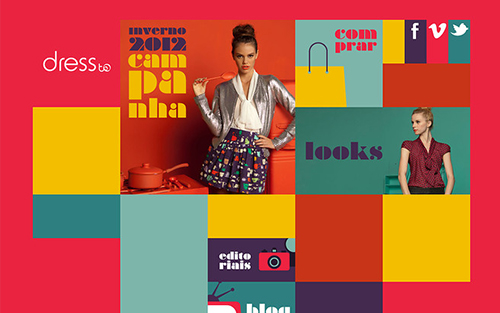 inverno
2012
cam
pa
nha
com
prar
f
v
dress to
looks
edito
riais
blog